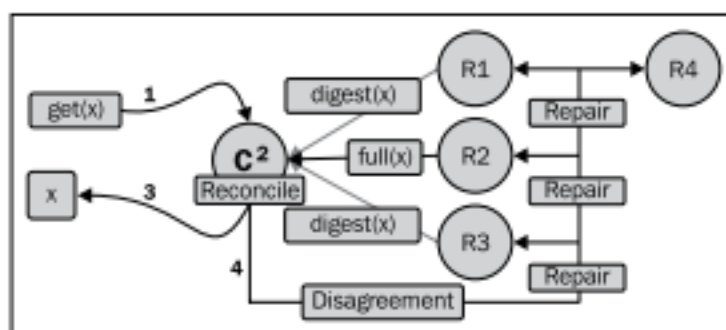 R1
R4
get(x)
1
digest(x)
Repair
C²
full(x)
R2
Reconcile
Repair
x
3
digest(x)
R3
4
Repair
Disagreement